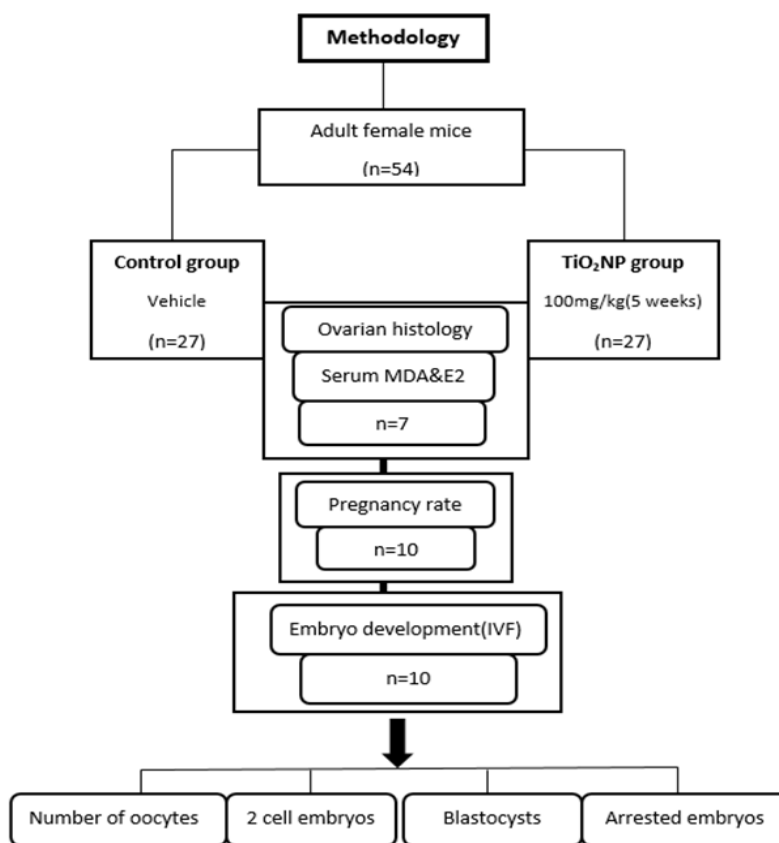 Methodology
Adult female mice
(n=54)
Control group
Vehicle
(n=27)
TiO₂NP group
100mg/kg(5 weeks)
(n=27)
Ovarian histology
Serum MDA&E2
n=7
Pregnancy rate
n=10
Embryo development(IVF)
n=10
Number of oocytes
2 cell embryos
Blastocysts
Arrested embryos